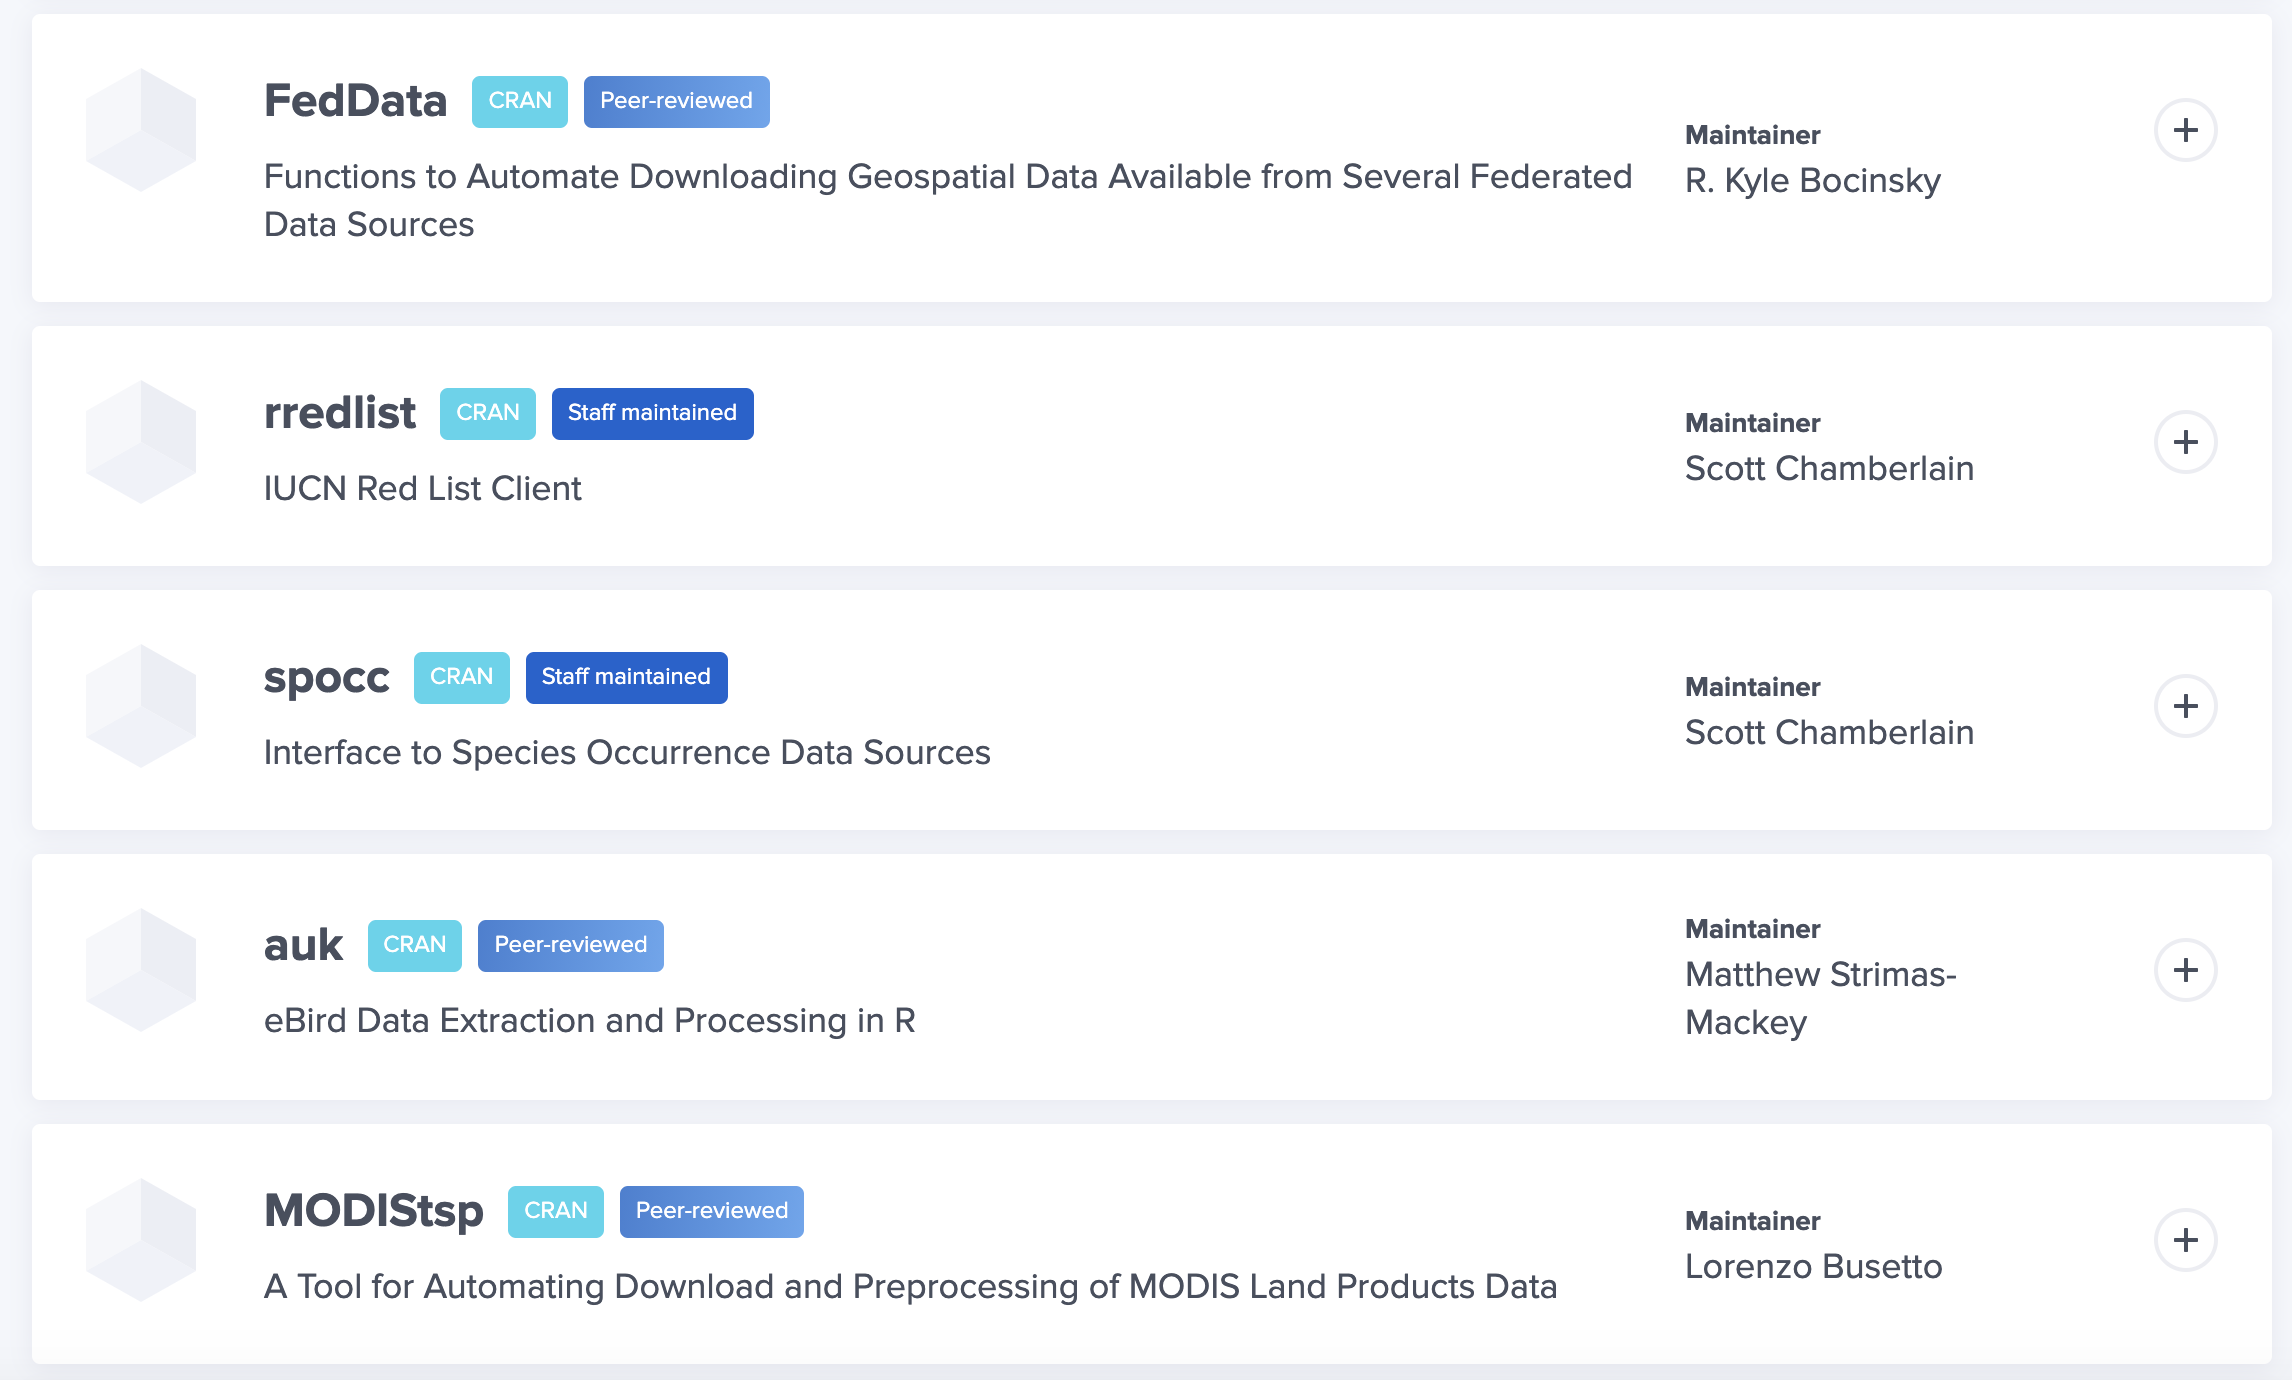 FedData CRAN Peer-reviewed
Functions to Automate Downloading Geospatial Data Available from Several Federated
Data Sources
Maintainer
R. Kyle Bocinsky
rredlist CRAN Staff maintained
IUCN Red List Client
Maintainer
Scott Chamberlain
spocc CRAN Staff maintained
Interface to Species Occurrence Data Sources
Maintainer
Scott Chamberlain
auk CRAN Peer-reviewed
eBird Data Extraction and Processing in R
Maintainer
Matthew Strimas-
Mackey
MODIStsp CRAN Peer-reviewed
A Tool for Automating Download and Preprocessing of MODIS Land Products Data
Maintainer
Lorenzo Busetto